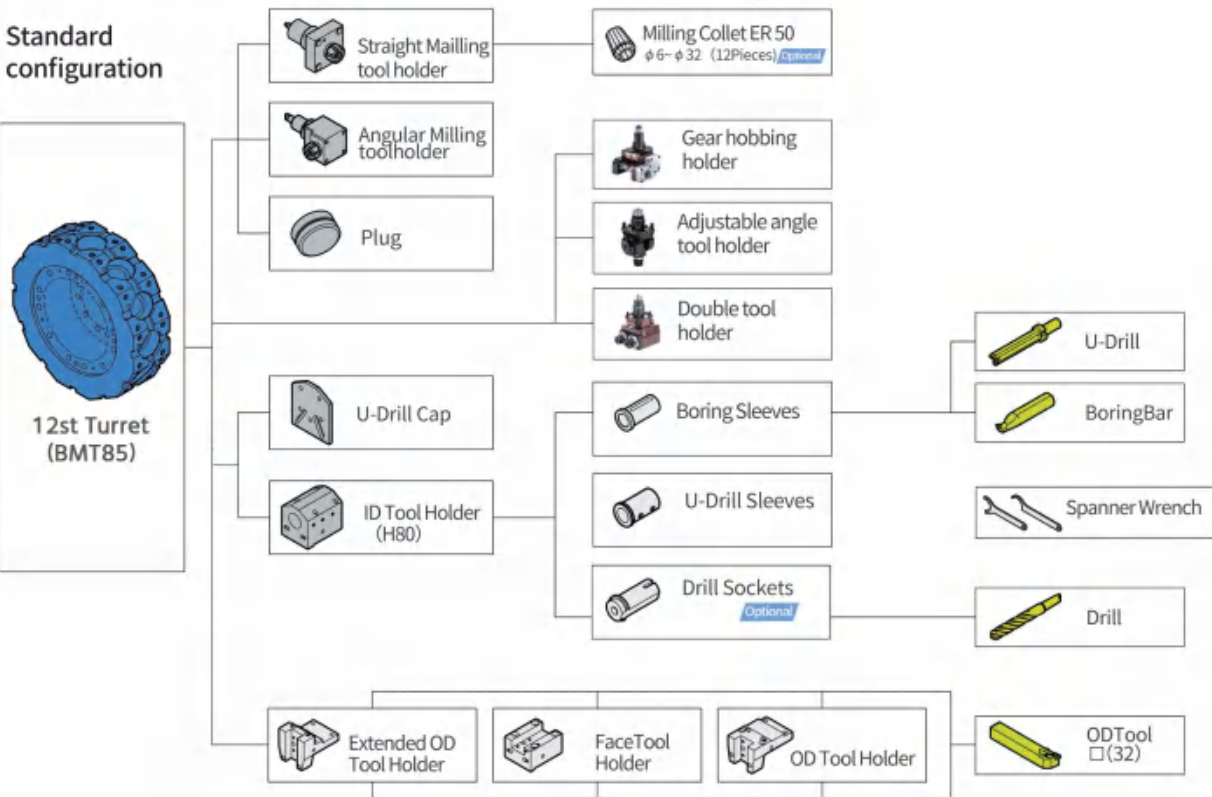 Standard
configuration
12st Turret
(BMT85)
Straight Mailling
tool holder
Milling Collet ER 50
φ6~φ32 (12Pieces) Optional
Angular Milling
toolholder
Plug
Gear hobbing
holder
Adjustable angle
tool holder
Double tool
holder
U-Drill Cap
ID Tool Holder
(H80)
Boring Sleeves
U-Drill Sleeves
Drill Sockets
Optional
U-Drill
BoringBar
Spanner Wrench
Drill
Extended OD
Tool Holder
FaceTool
Holder
OD Tool Holder
ODTool
□(32)